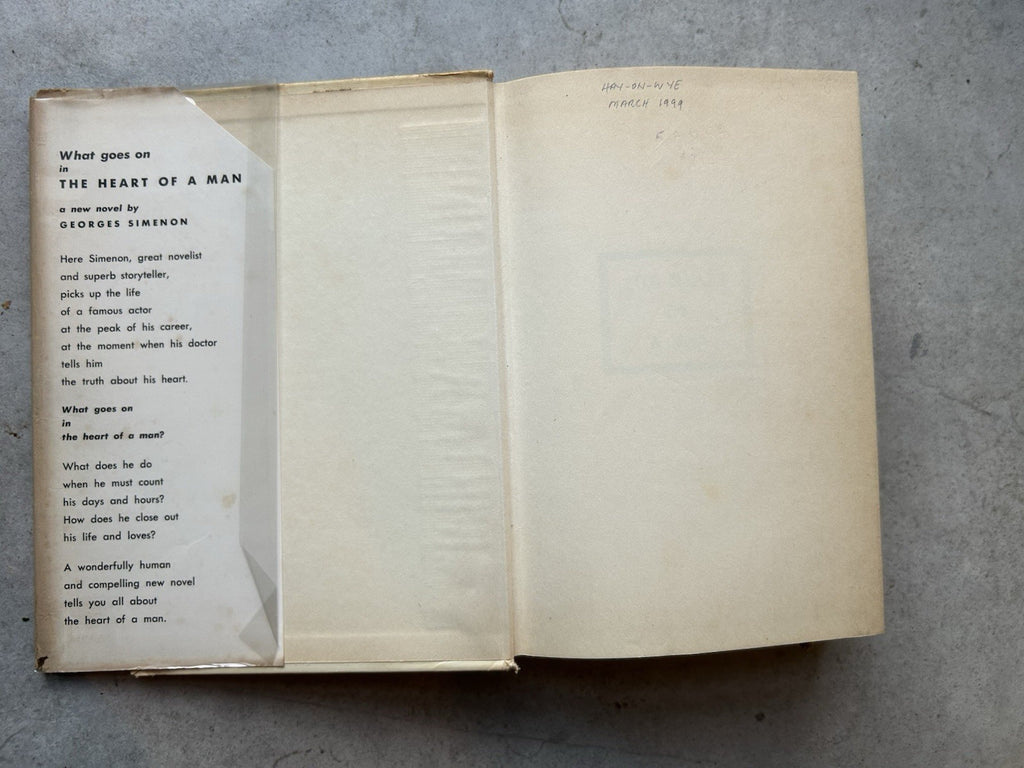 What goes on
in
THE HEART OF A MAN
a new novel by
GEORGES SIMENON
Here Simenon, great novelist
and superb storyteller,
picks up the life
of a famous actor
at the peak of his career,
at the moment when his doctor
tells him
the truth about his heart.
What goes on
in
the heart of a man?
What does he do
when he must count
his days and hours?
How does he close out
his life and loves?
A wonderfully human
and compelling new novel
tells you all about
the heart of a man.
HAY-ON-WYE
MARCH 1999